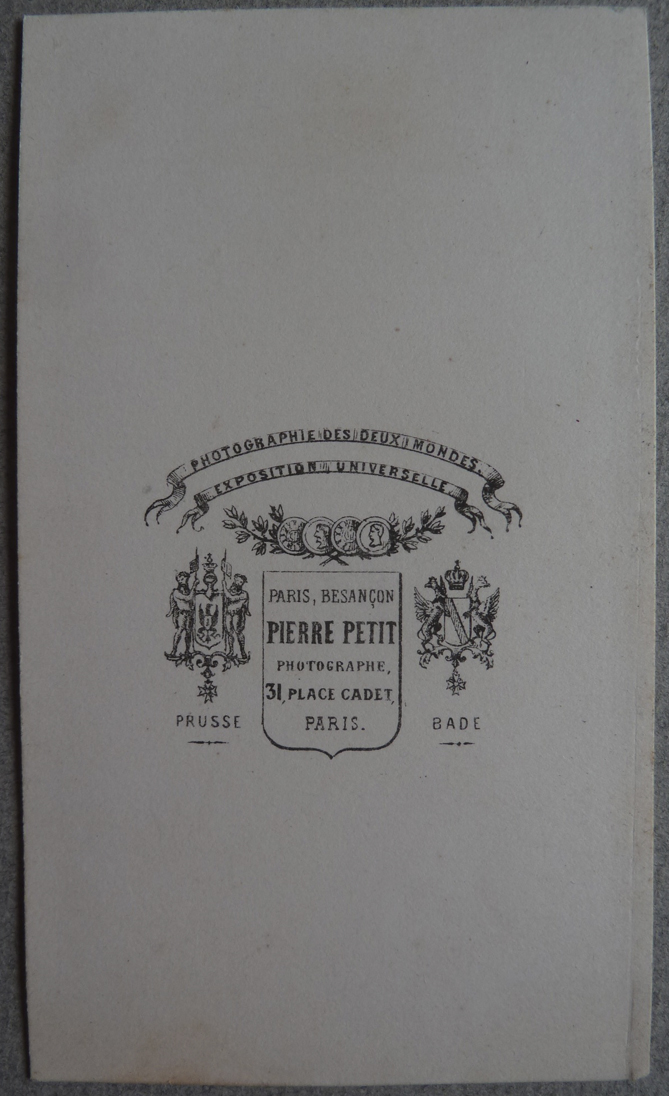 PHOTOGRAPHIE DES DEUX MONDES.
EXPOSITION UNIVERSELLE.
PARIS, BESANÇON
PIERRE PETIT
PHOTOGRAPHE,
31, PLACE CADET,
PARIS.
PRUSSE
BADE